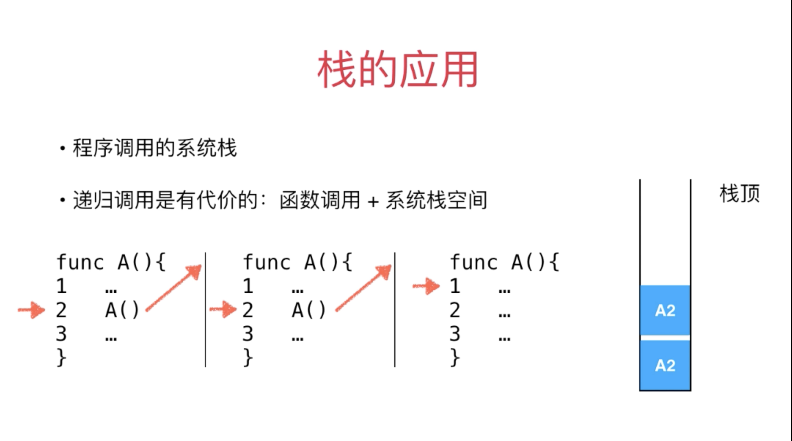 栈的应用
• 程序调用的系统栈
• 递归调用是有代价的：函数调用 + 系统栈空间
栈顶
func A(){
1 …
2 A()
3 …
}
func A(){
1 …
2 A()
3 …
}
func A(){
1 …
2 …
3 …
}
A2
A2